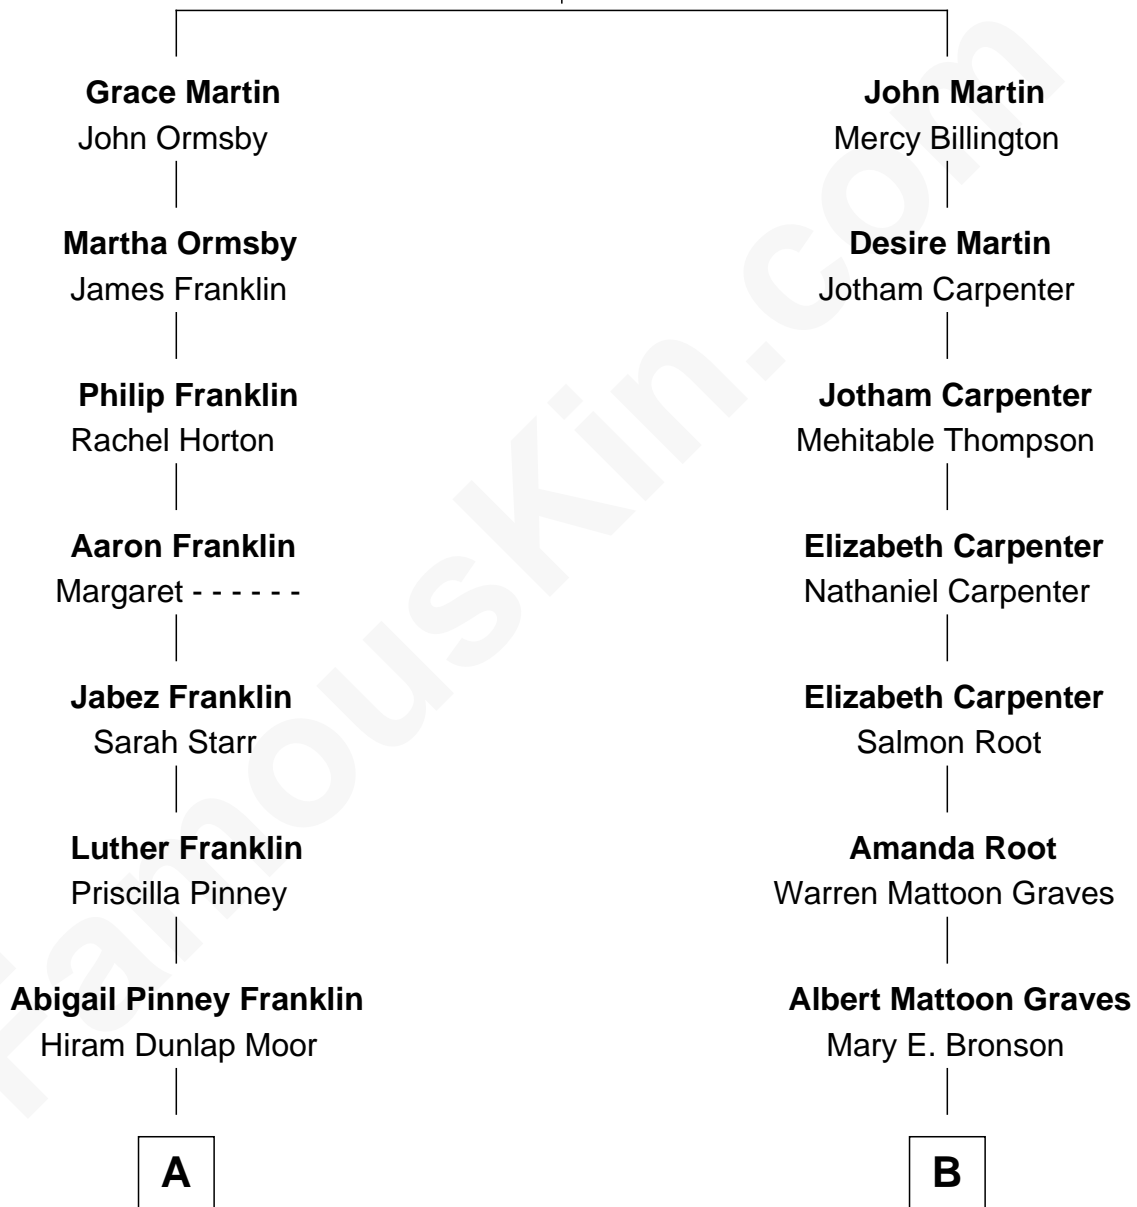 Grace Martin
John Ormsby
Martha Ormsby
James Franklin
Philip Franklin
Rachel Horton
Aaron Franklin
Margaret - - - - - -
Jabez Franklin
Sarah Starr
Luther Franklin
Priscilla Pinney
Abigail Pinney Franklin
Hiram Dunlap Moor
A
John Martin
Mercy Billington
Desire Martin
Jotham Carpenter
Jotham Carpenter
Mehitable Thompson
Elizabeth Carpenter
Nathaniel Carpenter
Elizabeth Carpenter
Salmon Root
Amanda Root
Warren Mattoon Graves
Albert Mattoon Graves
Mary E. Bronson
B
FamousKin.com